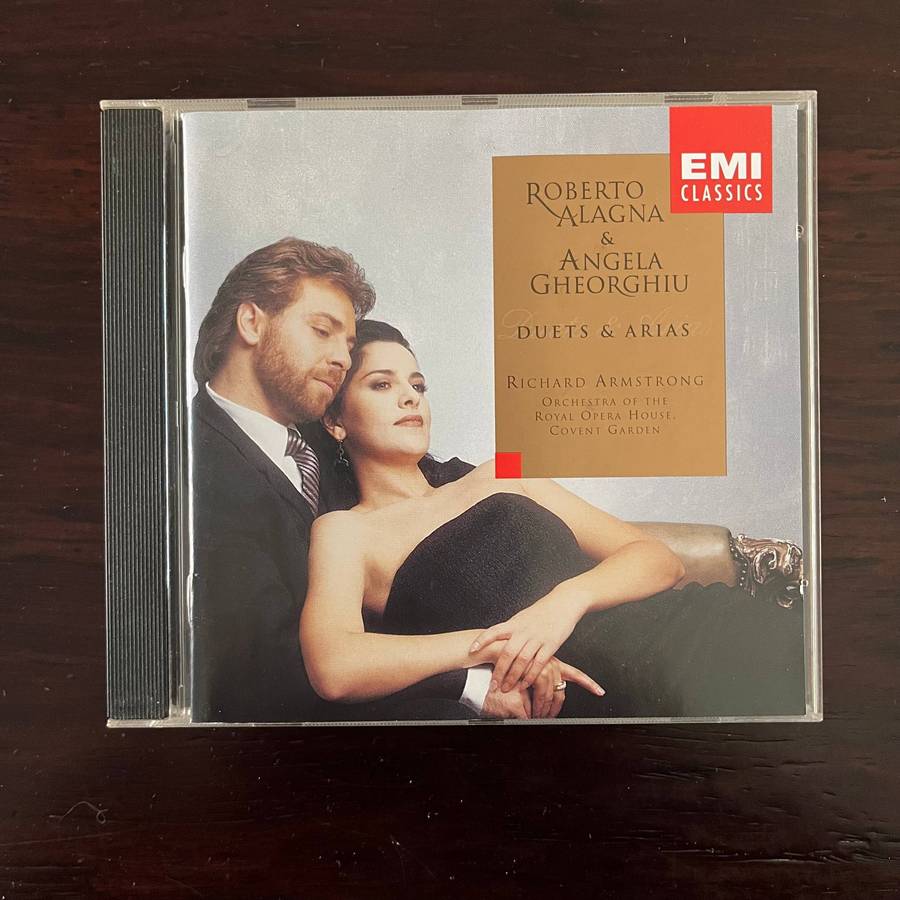 EMI
CLASSICS
ROBERTO
ALAGNA
&
ANGELA
GHEORGHIU
DUETS & ARIAS
RICHARD ARMSTRONG
ORCHESTRA OF THE
ROYAL OPERA HOUSE,
COVENT GARDEN